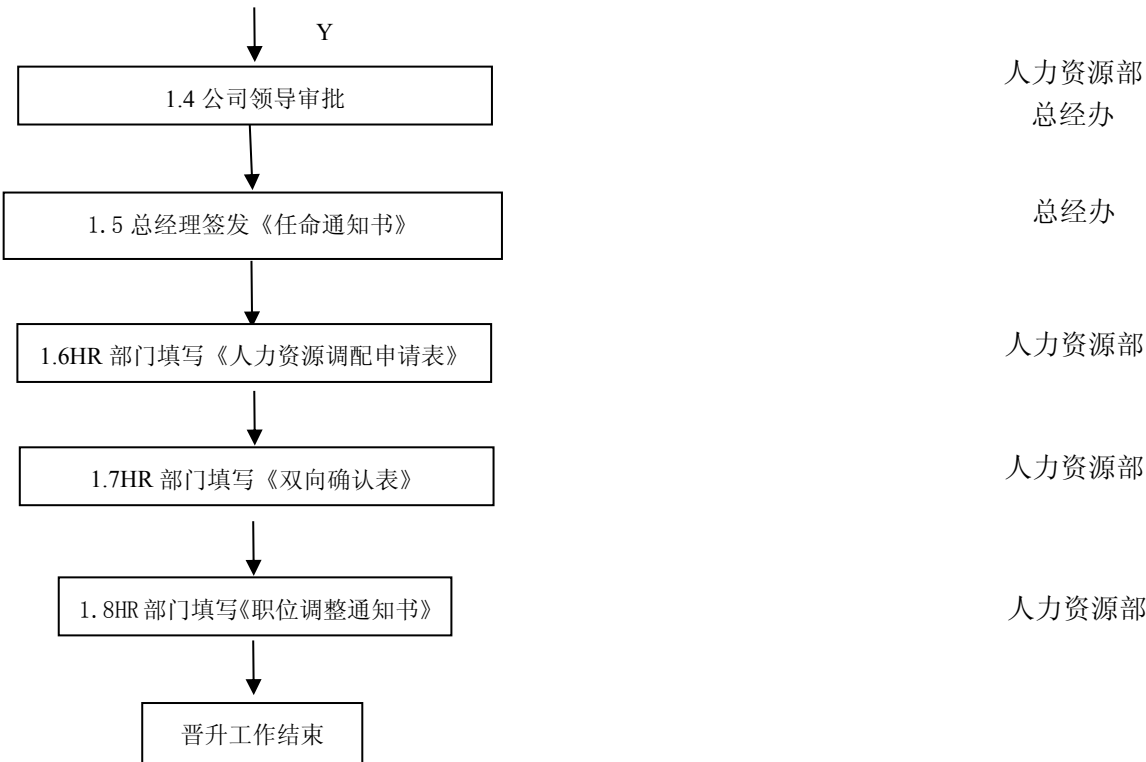 Y
1.4 公司领导审批
人力资源部
总经办
1.5 总经理签发《任命通知书》
总经办
1.6HR 部门填写《人力资源调配申请表》
人力资源部
1.7HR 部门填写《双向确认表》
人力资源部
1.8HR 部门填写《职位调整通知书》
人力资源部
晋升工作结束